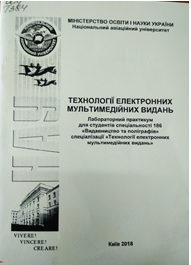 МІНІСТЕРСТВО ОСВІТИ І НАУКИ УКРАЇНИ
Національний авіаційний університет
НАУ
ТЕХНОЛОГІЇ ЕЛЕКТРОННИХ
МУЛЬТИМЕДІЙНИХ ВИДАНЬ
Лабораторний практикум
для студентів спеціальності 186
«Видавництво та поліграфія»
спеціалізації «Технології електронних
мультимедійних видань»
VIVERE!
VINCERE!
CREARE!
Київ 2018